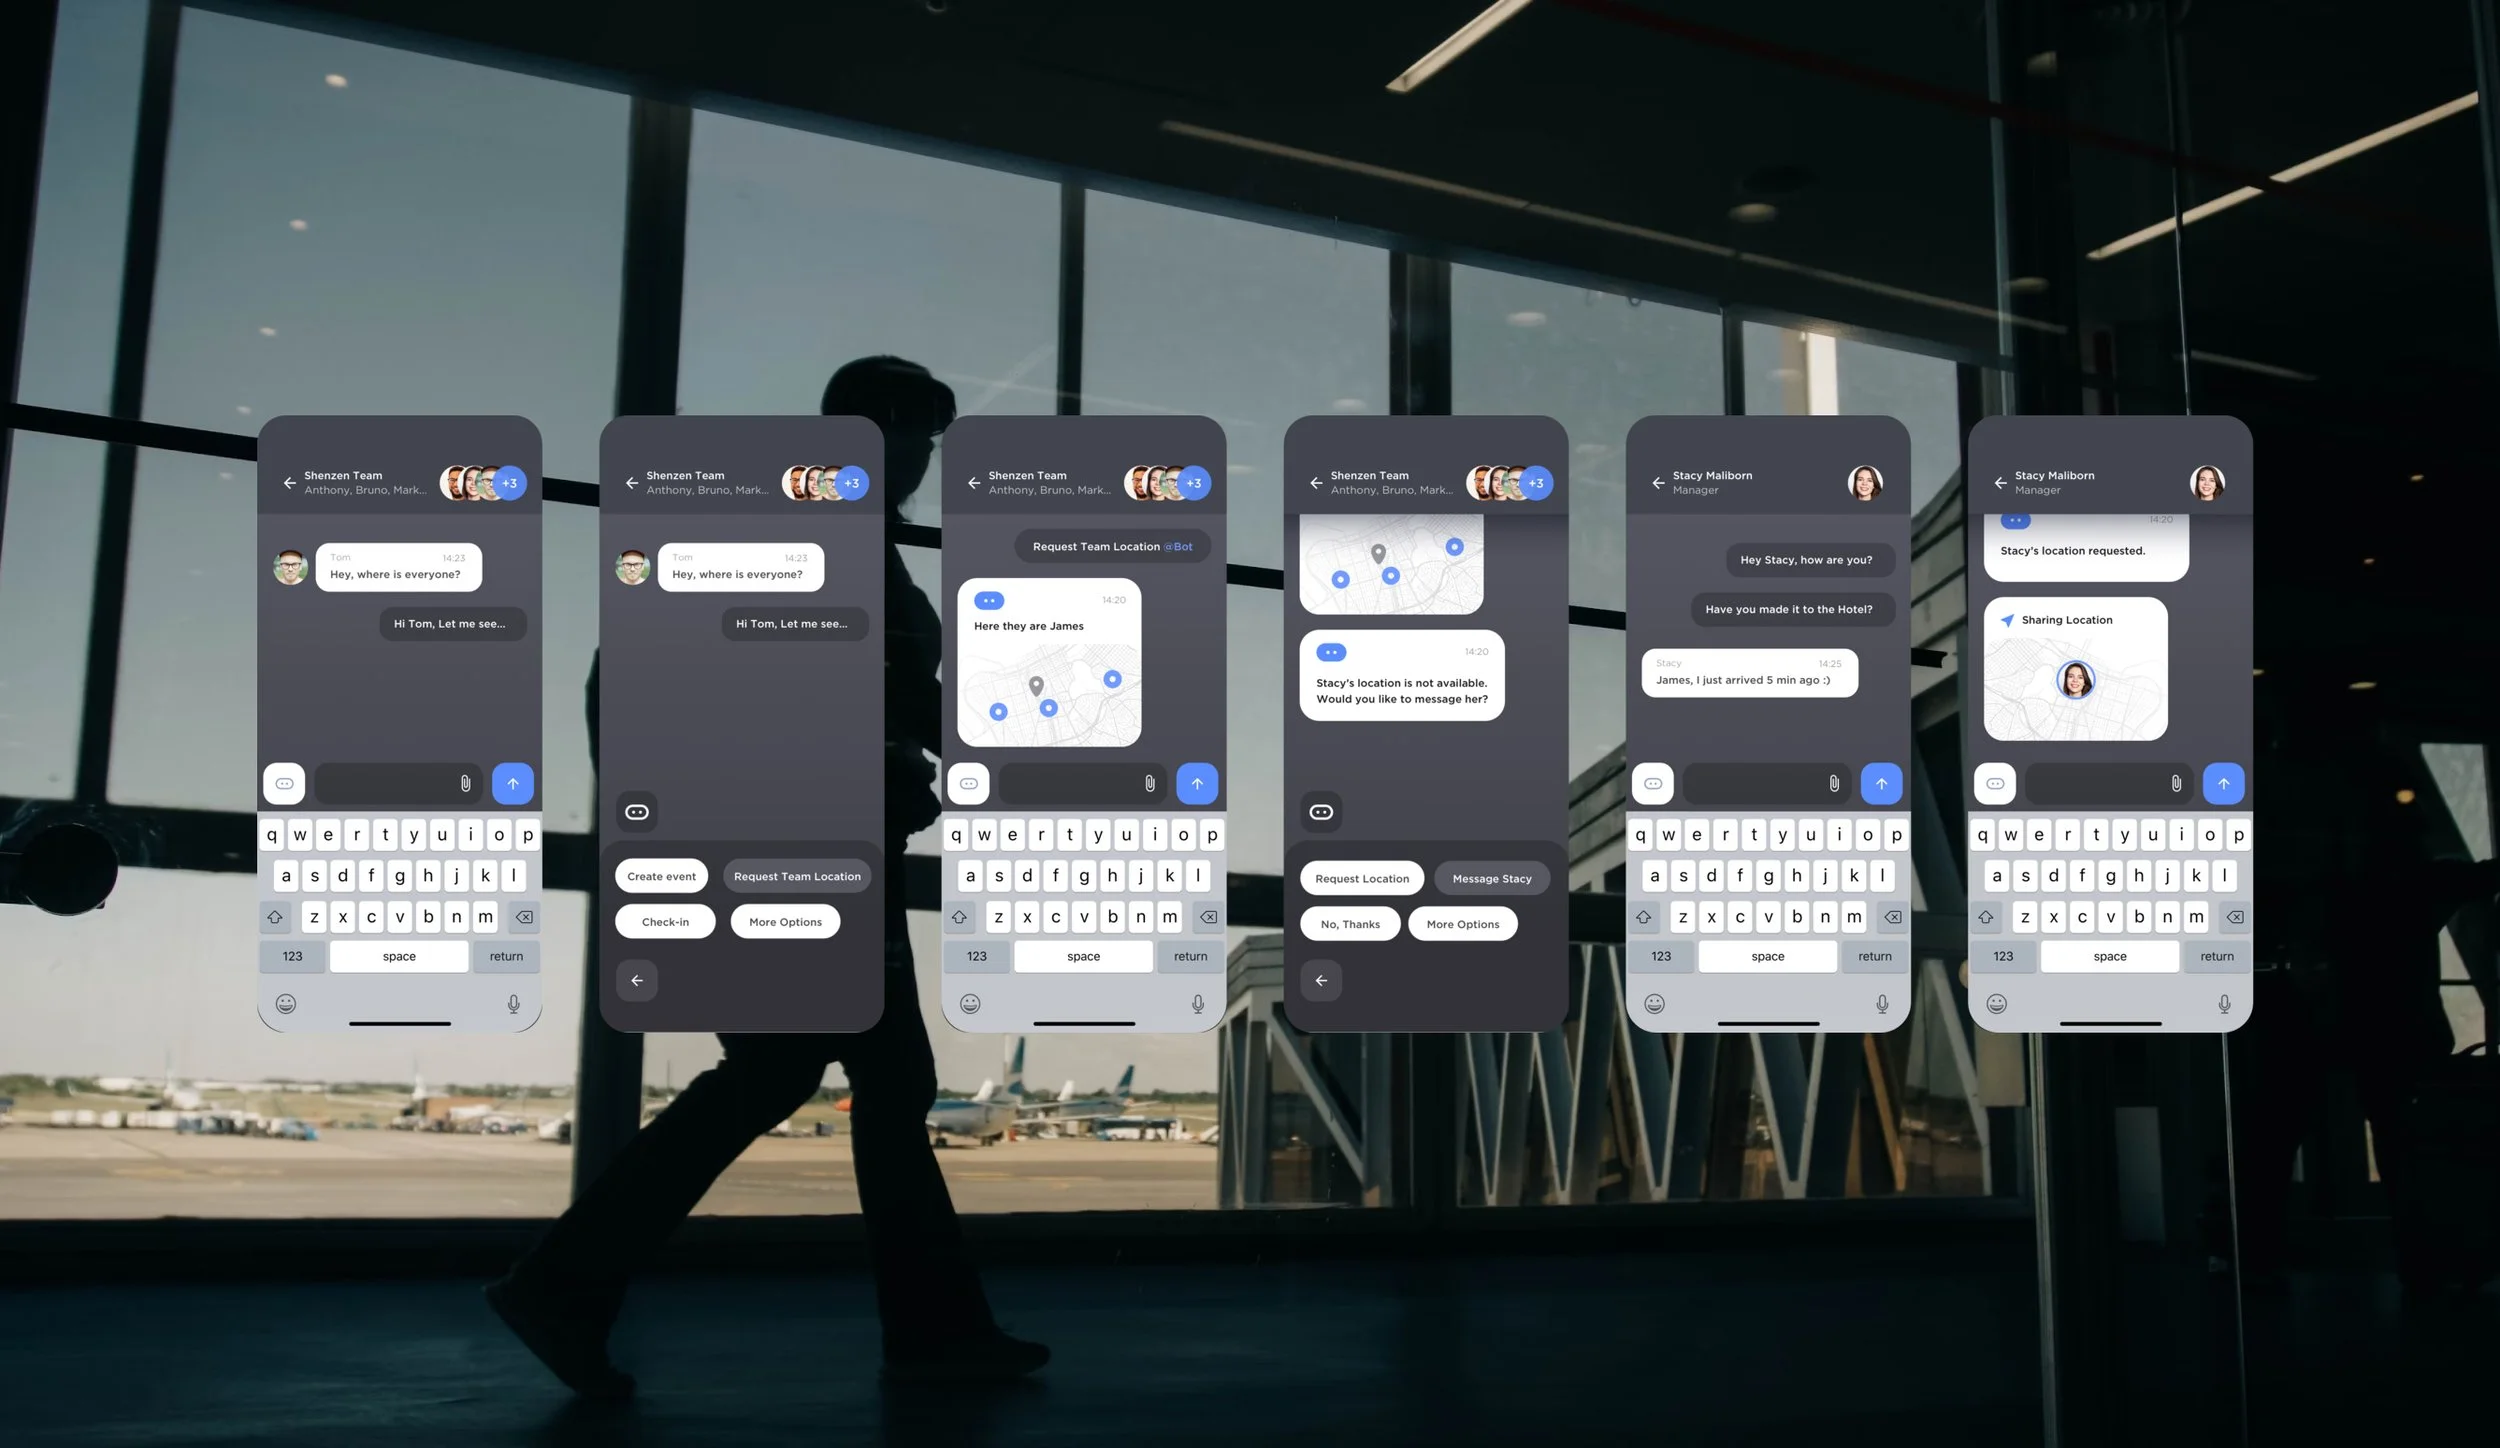 Shenzen Team
Anthony, Bruno, Mark...
+3
Tom 14:23
Hey, where is everyone?
Hi Tom, Let me see...
q w e r t y u i o p
a s d f g h j k l
z x c v b n m
123 space return
Shenzen Team
Anthony, Bruno, Mark...
+3
Tom 14:23
Hey, where is everyone?
Hi Tom, Let me see...
Create event Request Team Location
Check-in More Options
Shenzen Team
Anthony, Bruno, Mark...
+3
Request Team Location @Bot
14:20
Here they are James
q w e r t y u i o p
a s d f g h j k l
z x c v b n m
123 space return
Shenzen Team
Anthony, Bruno, Mark...
+3
14:20
Stacy's location is not available.
Would you like to message her?
Request Location Message Stacy
No, Thanks More Options
Stacy Maliborn
Manager
Hey Stacy, how are you?
Have you made it to the Hotel?
Stacy 14:25
James, I just arrived 5 min ago :)
q w e r t y u i o p
a s d f g h j k l
z x c v b n m
123 space return
Stacy Maliborn
Manager
14:20
Stacy's location requested.
Sharing Location
q w e r t y u i o p
a s d f g h j k l
z x c v b n m
123 space return